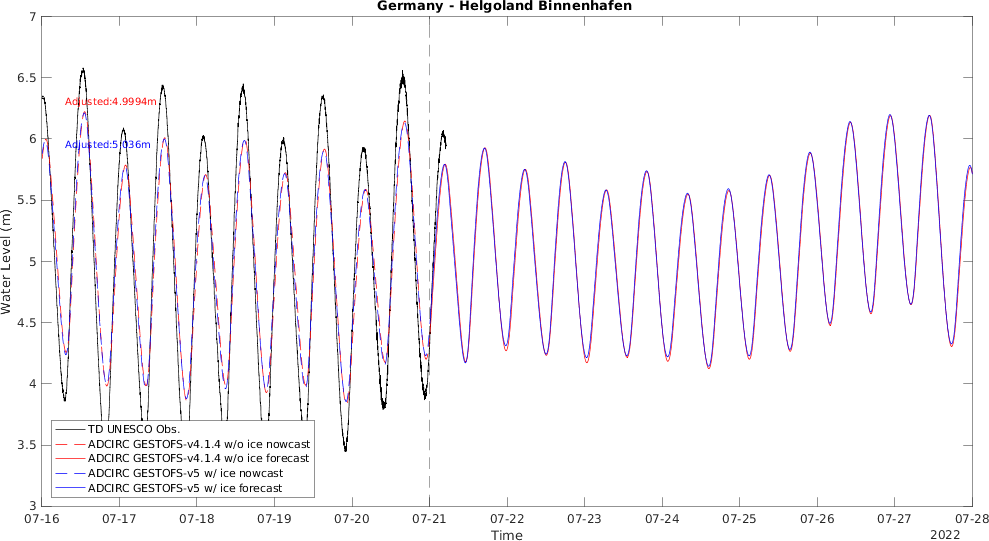 Germany - Helgoland Binnenhafen
7
6.5
6
5.5
5
4.5
4
3.5
3
Water Level (m)
Adjusted:4.9994m
Adjusted:5.036m
TD UNESCO Obs.
ADCIRC GESTOFS-v4.1.4 w/o ice nowcast
ADCIRC GESTOFS-v4.1.4 w/o ice forecast
ADCIRC GESTOFS-v5 w/ ice nowcast
ADCIRC GESTOFS-v5 w/ ice forecast
07-16 07-17 07-18 07-19 07-20 07-21 07-22 07-23 07-24 07-25 07-26 07-27 07-28
Time
2022